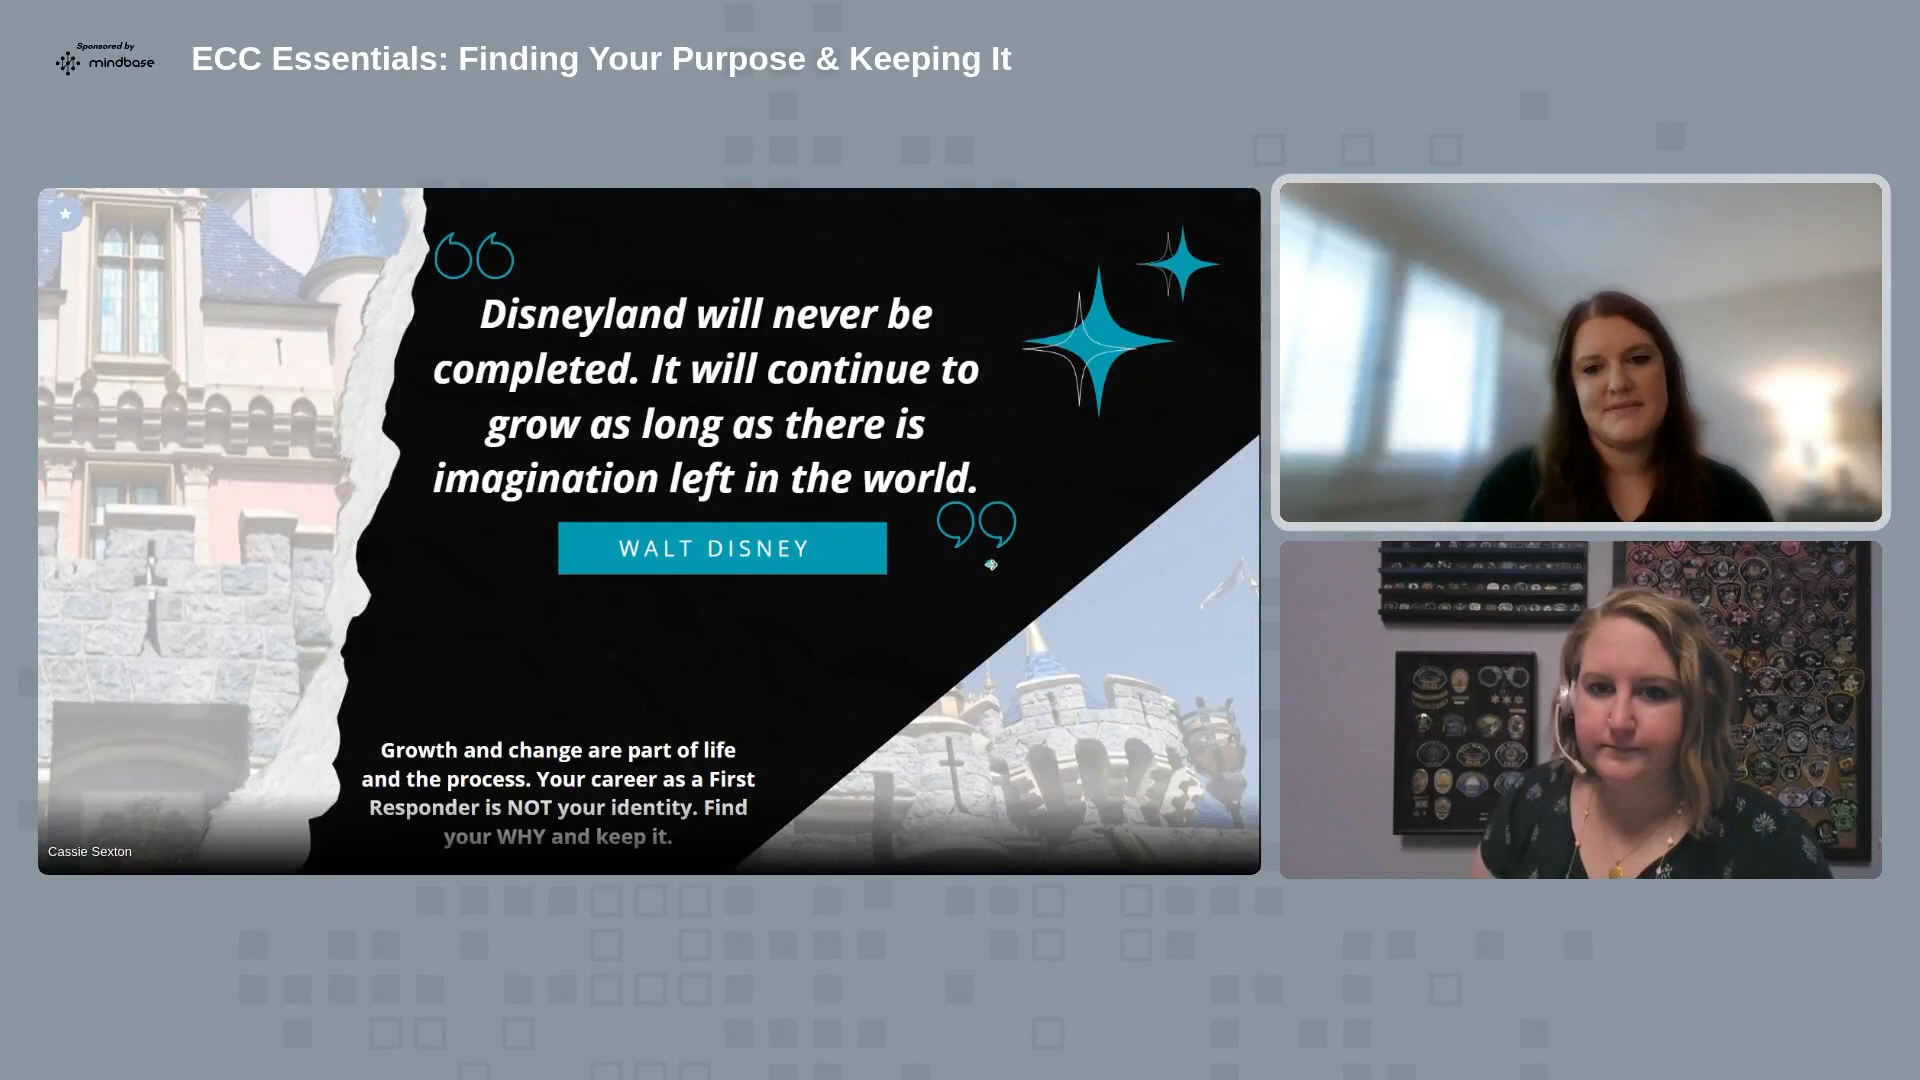 Sponsored by
mindbase
ECC Essentials: Finding Your Purpose & Keeping It
Disneyland will never be
completed. It will continue to
grow as long as there is
imagination left in the world.
WALT DISNEY
Growth and change are part of life
and the process. Your career as a First
Responder is NOT your identity. Find
your WHY and keep it.
Cassie Sexton